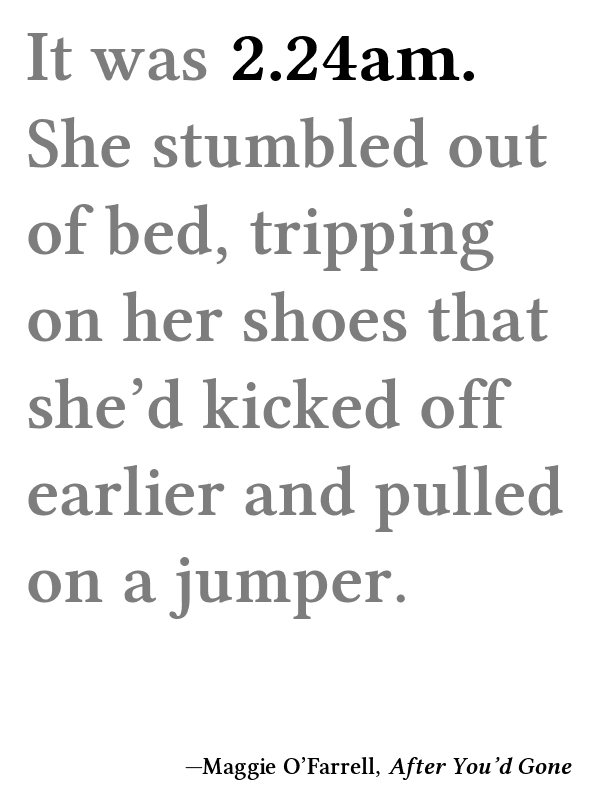 It was 2.24am.
She stumbled out
of bed, tripping
on her shoes that
she’d kicked off
earlier and pulled
on a jumper.
—Maggie O’Farrell, After You’d Gone